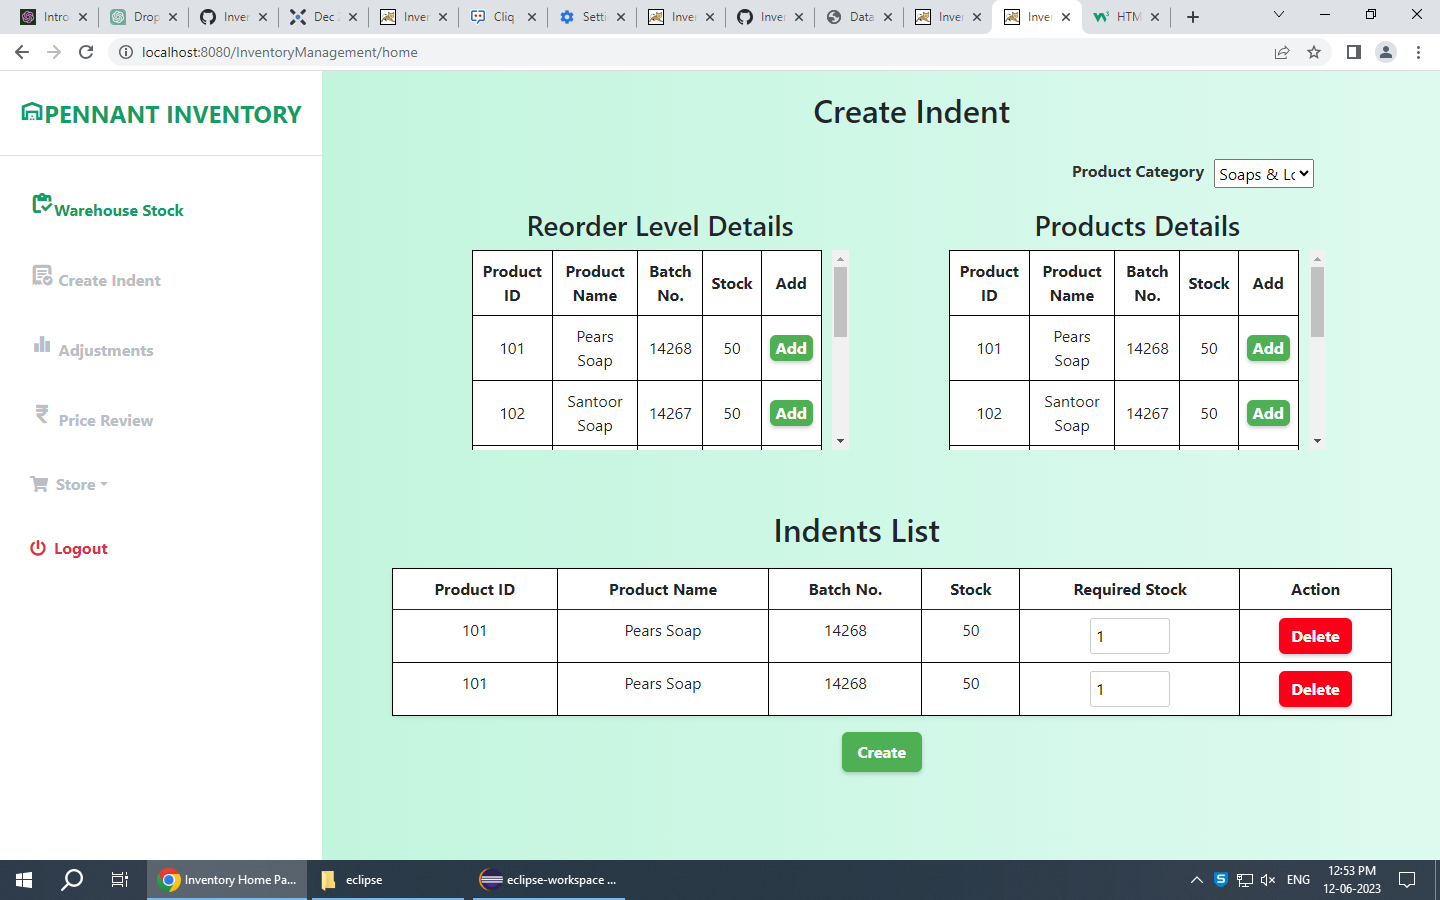 Intro
Drop
Inver
Dec
Inver
Cliq
Setti
Inver
Inver
Data
Inve
Inver
HTM
localhost:8080/InventoryManagement/home
PENNANT INVENTORY
Warehouse Stock
Create Indent
Adjustments
Price Review
Store
Logout
Create Indent
Product Category Soaps & Lo
Reorder Level Details
Product ID Product Name Batch No. Stock Add
101 Pears Soap 14268 50 Add
102 Santoor Soap 14267 50 Add
Products Details
Product ID Product Name Batch No. Stock Add
101 Pears Soap 14268 50 Add
102 Santoor Soap 14267 50 Add
Indents List
Product ID Product Name Batch No. Stock Required Stock Action
101 Pears Soap 14268 50 1 Delete
101 Pears Soap 14268 50 1 Delete
Create
Inventory Home Pa...
eclipse
eclipse-workspace ...
ENG
12:53 PM
12-06-2023